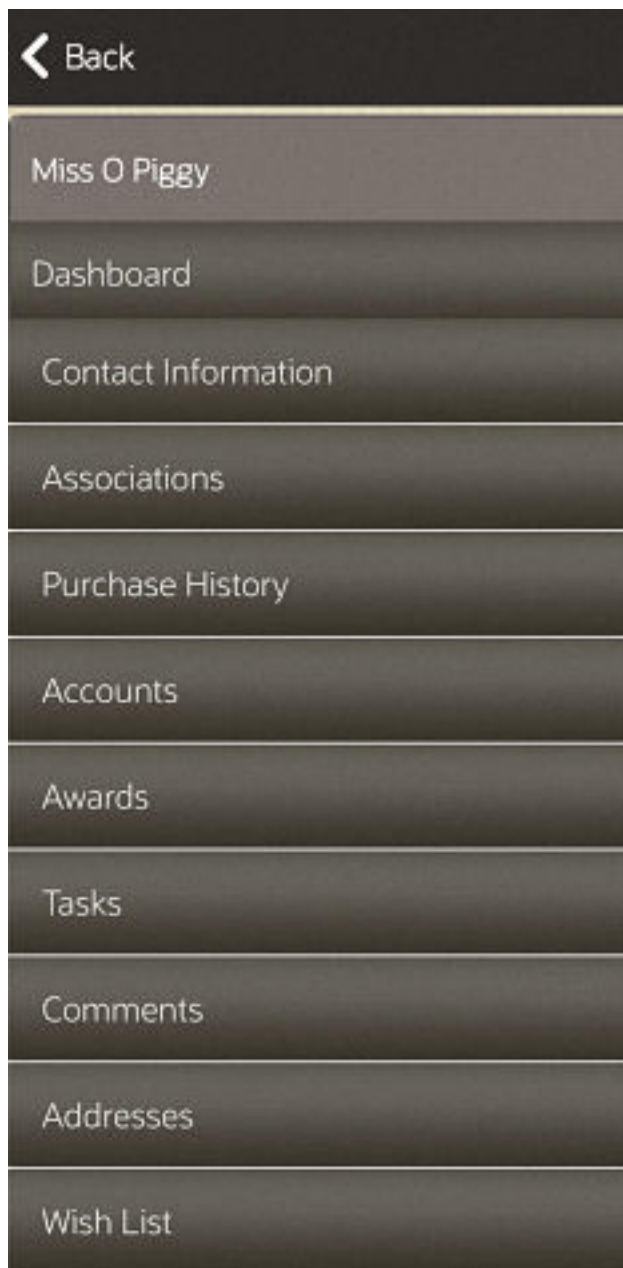 Back
Miss O Piggy
Dashboard
Contact Information
Associations
Purchase History
Accounts
Awards
Tasks
Comments
Addresses
Wish List